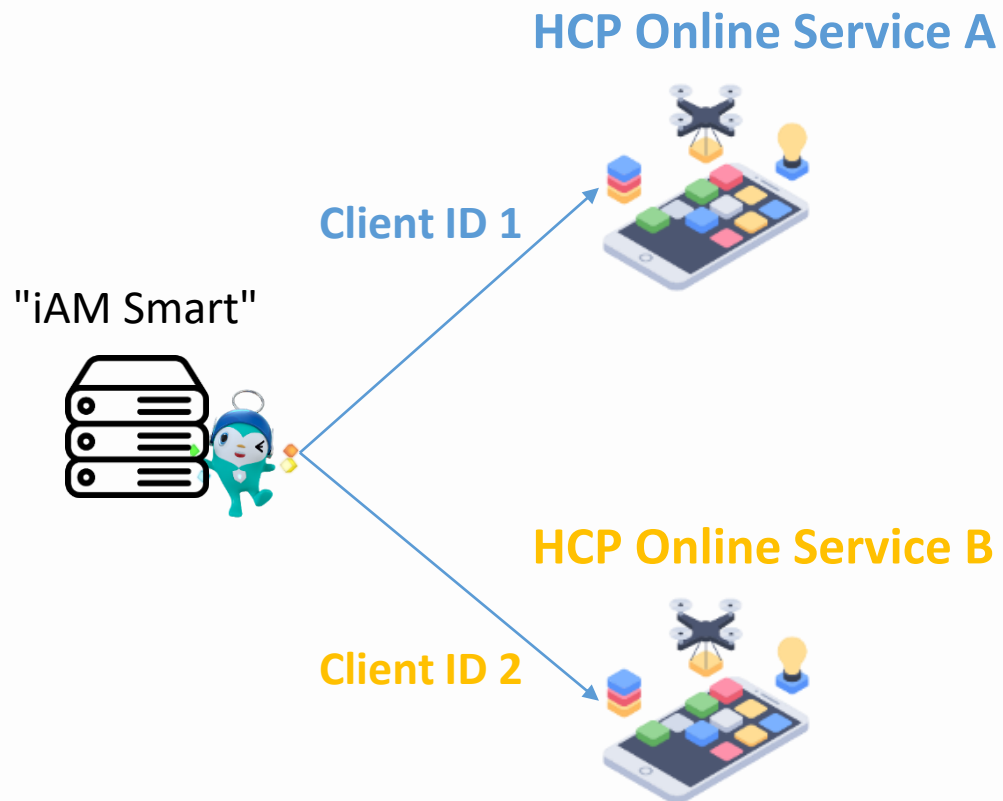 HCP Online Service A
Client ID 1
"iAM Smart"
HCP Online Service B
Client ID 2